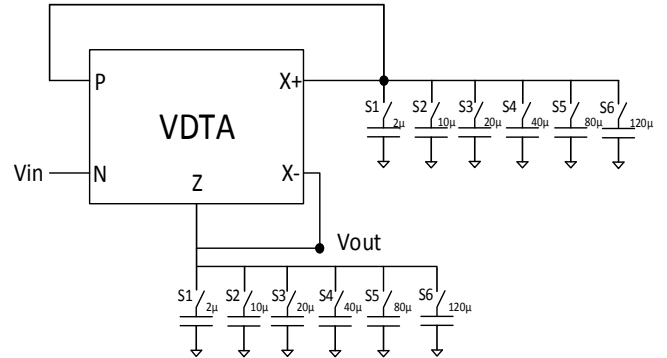 P
X+
S1 S2 S3 S4 S5 S6
2µ 10µ 20µ 40µ 80µ 120µ
VDTA
Vin
N
Z
X-
Vout
S1 S2 S3 S4 S5 S6
2µ 10µ 20µ 40µ 80µ 120µ